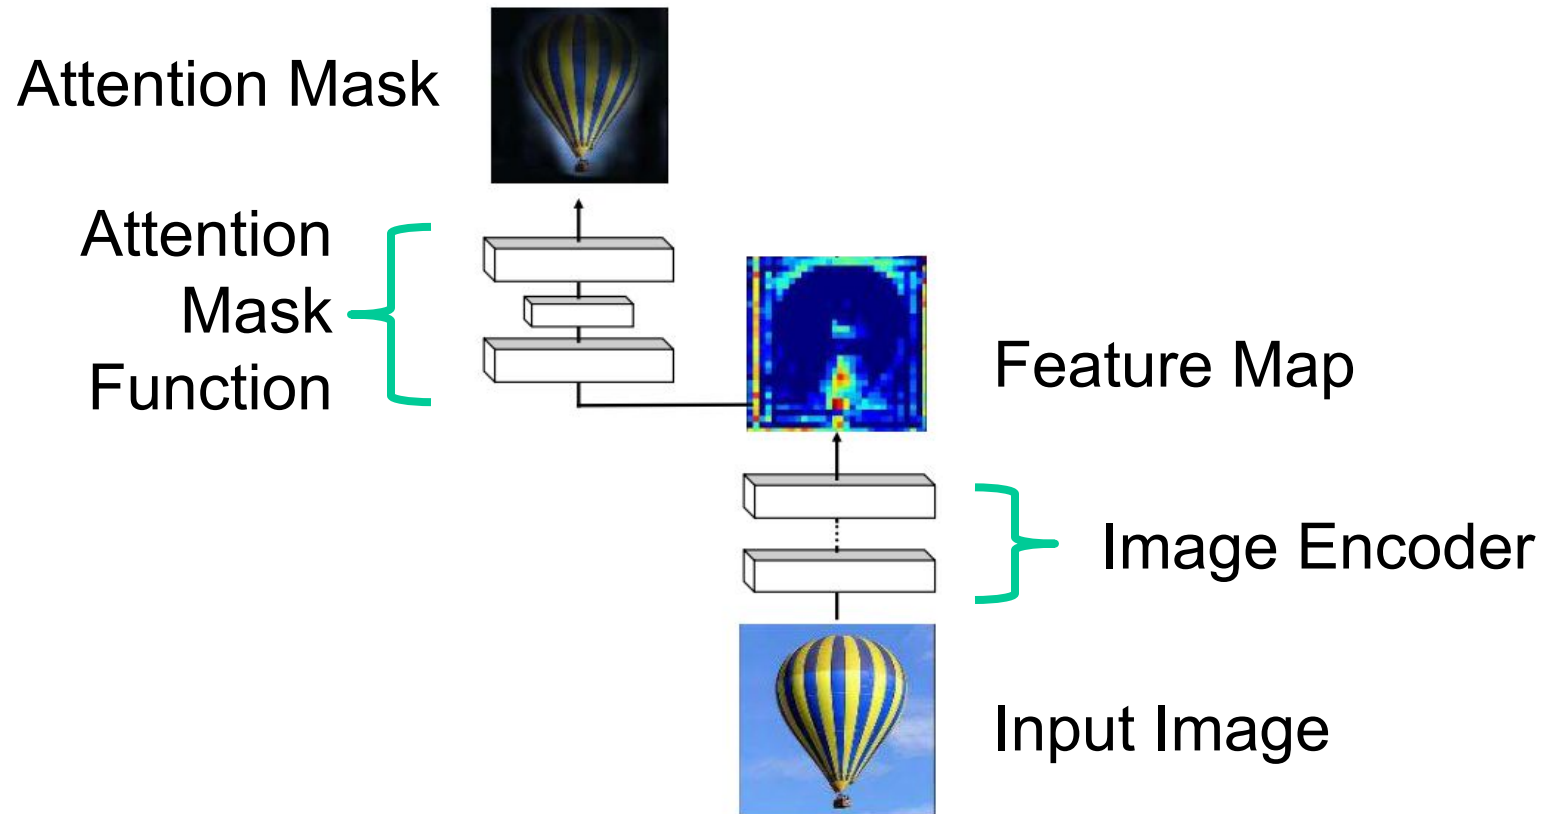 Attention Mask
Attention
Mask
Function
Feature Map
Image Encoder
Input Image